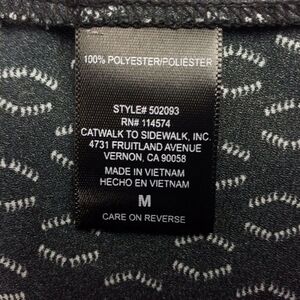 100% POLYESTER/POLIÉSTER
STYLE# 502093
RN# 114574
CATWALK TO SIDEWALK, INC.
4731 FRUITLAND AVENUE
VERNON, CA 90058
MADE IN VIETNAM
HECHO EN VIETNAM
M
CARE ON REVERSE